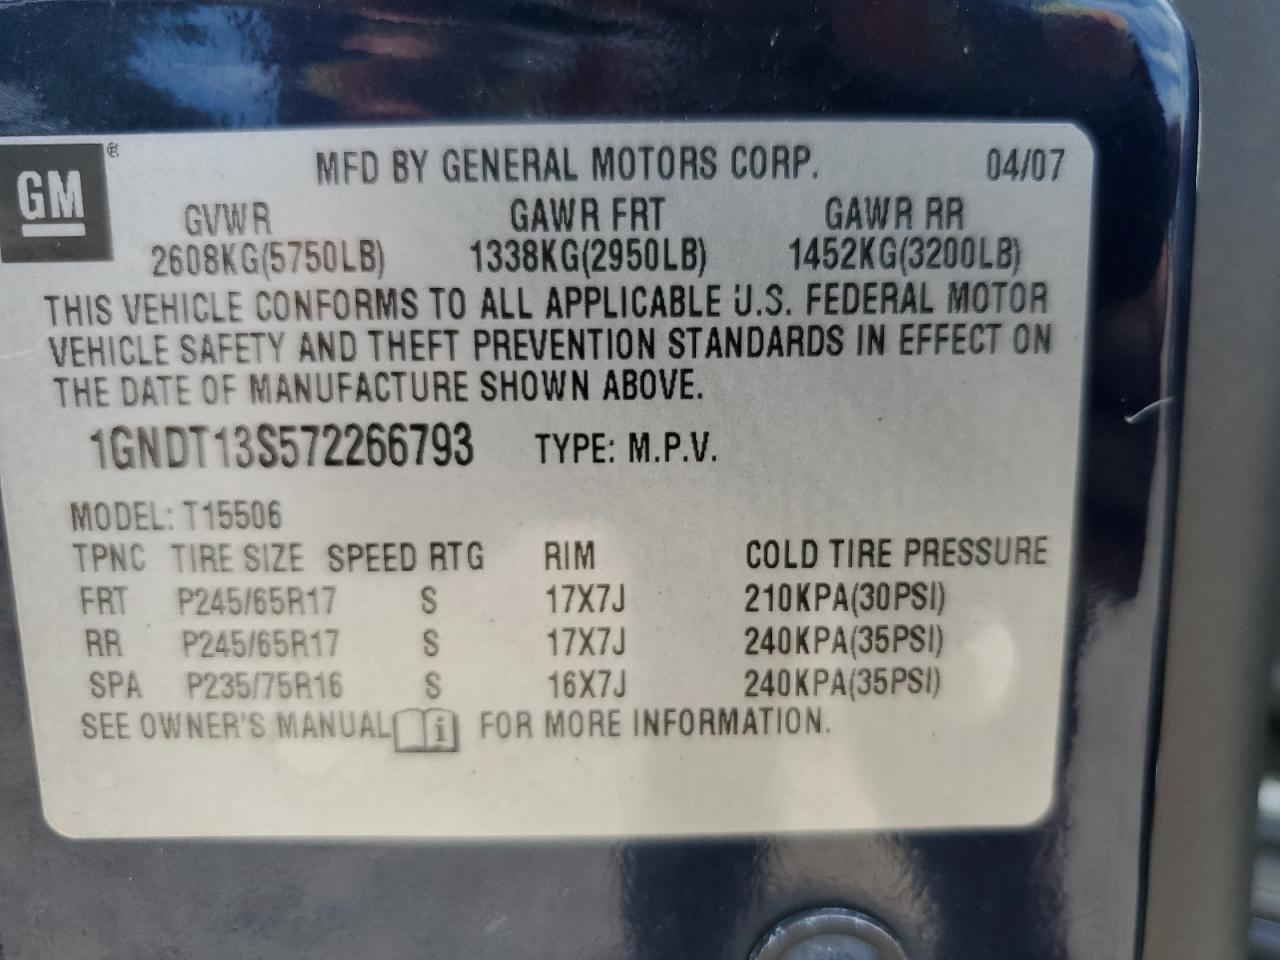 GM®
MFD BY GENERAL MOTORS CORP. 04/07
GVWR GAWR FRT GAWR RR
2608KG(5750LB) 1338KG(2950LB) 1452KG(3200LB)
THIS VEHICLE CONFORMS TO ALL APPLICABLE U.S. FEDERAL MOTOR
VEHICLE SAFETY AND THEFT PREVENTION STANDARDS IN EFFECT ON
THE DATE OF MANUFACTURE SHOWN ABOVE.
1GNDT13S572266793 TYPE: M.P.V.
MODEL: T15506
TPNC TIRE SIZE SPEED RTG RIM COLD TIRE PRESSURE
FRT P245/65R17 S 17X7J 210KPA(30PSI)
RR P245/65R17 S 17X7J 240KPA(35PSI)
SPA P235/75R16 S 16X7J 240KPA(35PSI)
SEE OWNER'S MANUAL i FOR MORE INFORMATION.